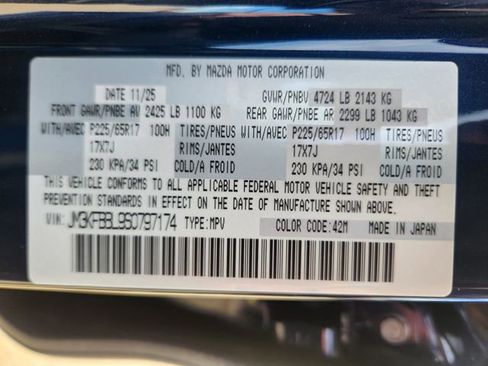 MFD. BY MAZDA MOTOR CORPORATION
DATE 11/25 GVWR/PNBV 4724 LB 2143 KG
FRONT GAWR/PNBE AV 2425 LB 1100 KG REAR GAWR/PNBE AR 2299 LB 1043 KG
WITH/AVEC P225/65R17 100H TIRES/PNEUS WITH/AVEC P225/65R17 100H TIRES/PNEUS
17X7J 17X7J
230 KPA/34 PSI COLD/A FROID 230 KPA/34 PSI COLD/A FROID
THIS VEHICLE CONFORMS TO ALL APPLICABLE FEDERAL MOTOR VEHICLE SAFETY AND THEFT
PREVENTION STANDARDS IN EFFECT ON THE DATE OF MANUFACTURE SHOWN ABOVE.
VIN: JM3KFBBL9S0797174 TYPE:MPV COLOR CODE:42M MADE IN JAPAN